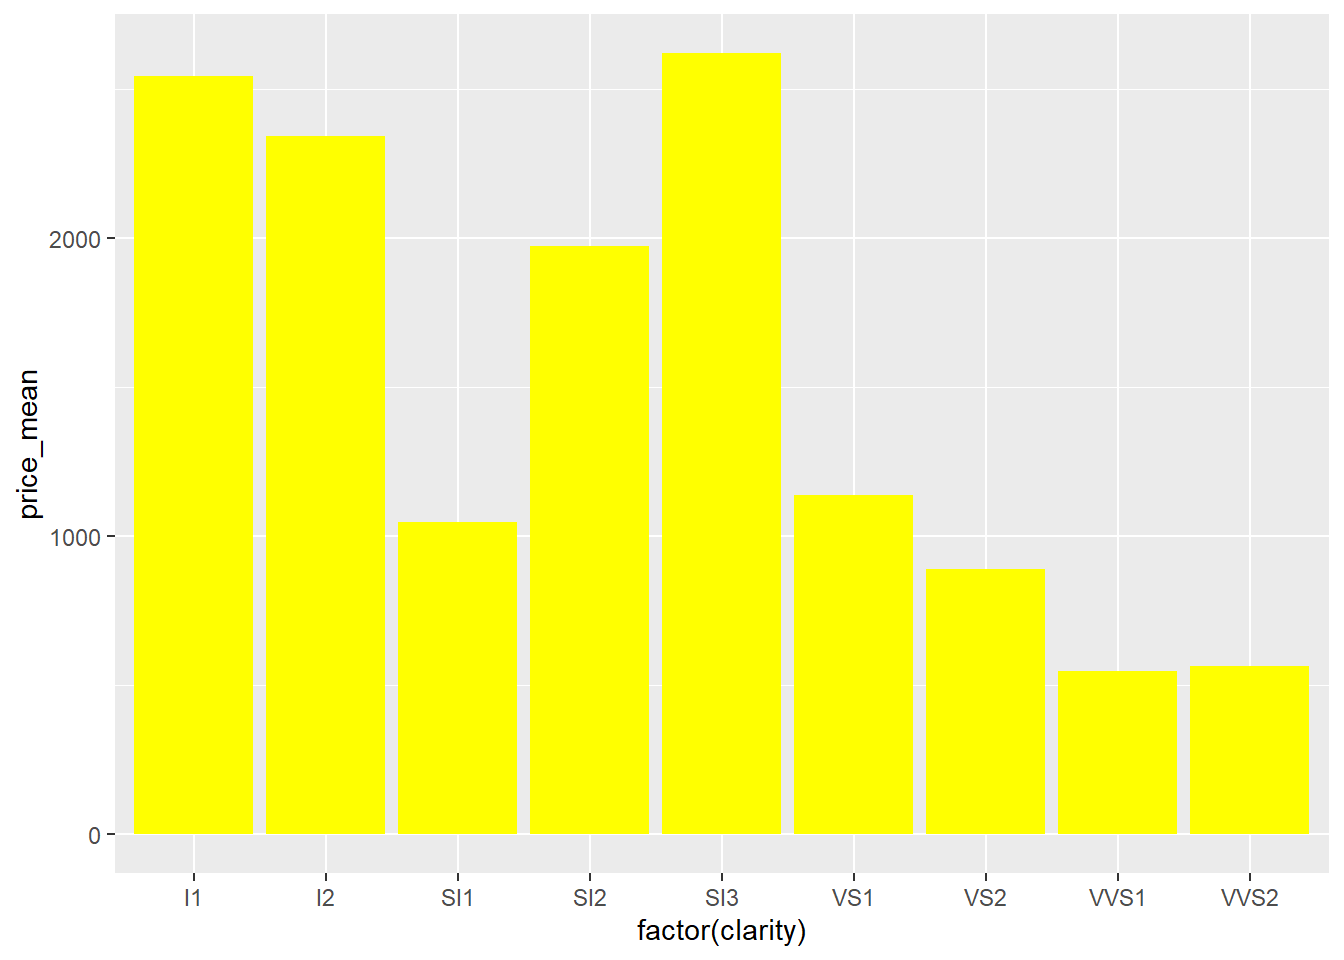 price_mean
2000
1000
0
I1 I2 SI1 SI2 SI3 VS1 VS2 VVS1 VVS2
factor(clarity)